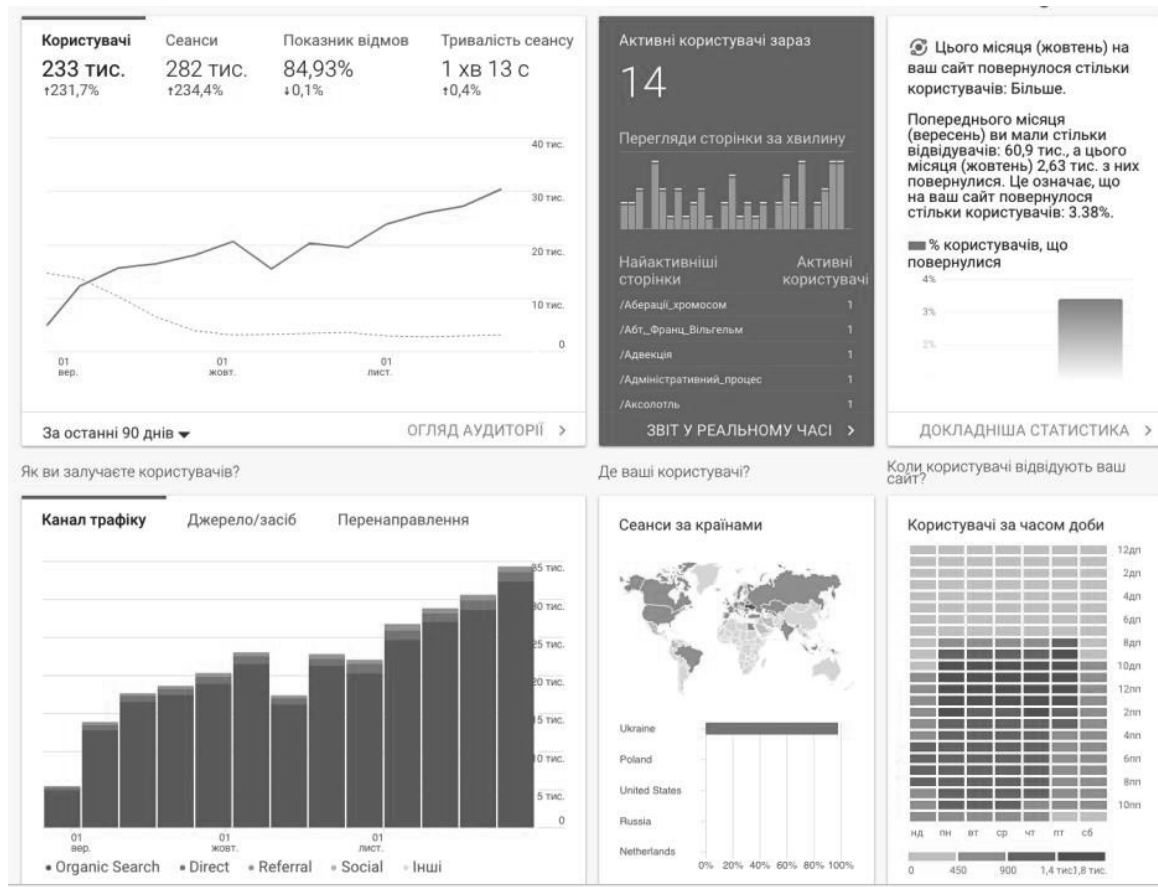 Користувачі
Сеанси
Показник відмов
Тривалість сеансу
233 тис.
282 тис.
84,93%
1 хв 13 с
↑231,7%
↑234,4%
↓0,1%
↑0,4%
40 тис.
30 тис.
20 тис.
10 тис.
0
01
вер.
01
жовт.
01
лист.
За останні 90 днів
ОГЛЯД АУДИТОРІЇ >
Активні користувачі зараз
14
Перегляди сторінки за хвилину
Найактивніші
сторінки
Активні
користувачі
/Аберації_хромосом 1
/Абт,_Франц_Вільгельм 1
/Адвекція 1
/Адміністративний_процес 1
/Аксолотль 1
ЗВІТ У РЕАЛЬНОМУ ЧАСІ >
Цього місяця (жовтень) на
ваш сайт повернулося стільки
користувачів: Більше.
Попереднього місяця
(вересень) ви мали стільки
відвідувачів: 60,9 тис., а цього
місяця (жовтень) 2,63 тис. з них
повернулися. Це означає, що
на ваш сайт повернулося
стільки користувачів: 3.38%.
% користувачів, що
повернулися
4%
3%
2%
ДОКЛАДНІША СТАТИСТИКА >
Як ви залучаєте користувачів?
Канал трафіку
Джерело/засіб
Перенаправлення
35 тис.
30 тис.
25 тис.
20 тис.
15 тис.
10 тис.
5 тис.
0
01
вер.
01
жовт.
01
лист.
Organic Search
Direct
Referral
Social
Інші
Де ваші користувачі?
Сеанси за країнами
Ukraine
Poland
United States
Russia
Netherlands
0% 20% 40% 60% 80% 100%
Коли користувачі відвідують ваш
сайт?
Користувачі за часом доби
12дп
2дп
4дп
6дп
8дп
10дп
12пп
2пп
4пп
6пп
8пп
10пп
нд пн вт ср чт пт сб
0 450 900 1,4 тис. 1,8 тис.